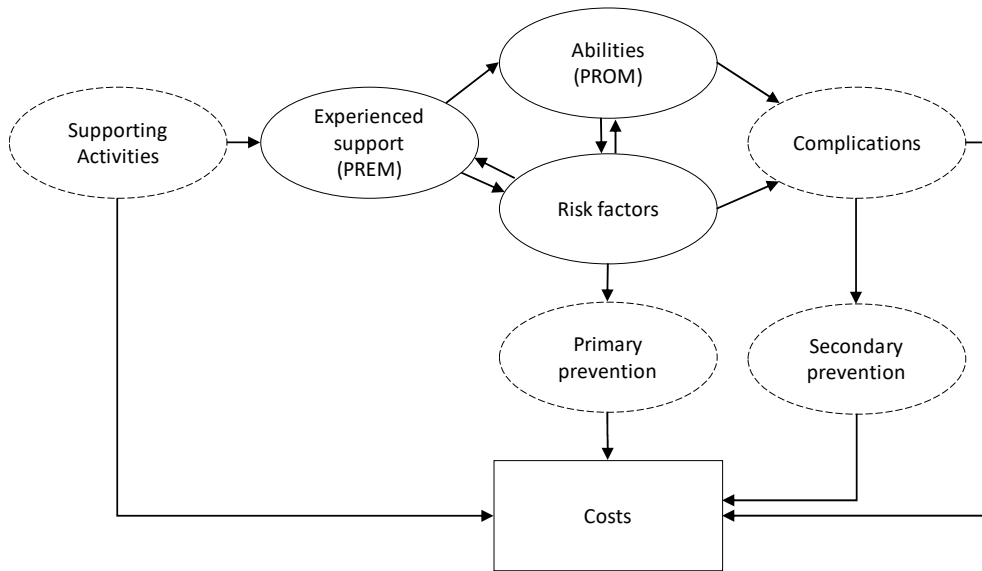 Abilities
(PROM)
Supporting
Activities
Experienced
support
(PREM)
Complications
Risk factors
Primary
prevention
Secondary
prevention
Costs